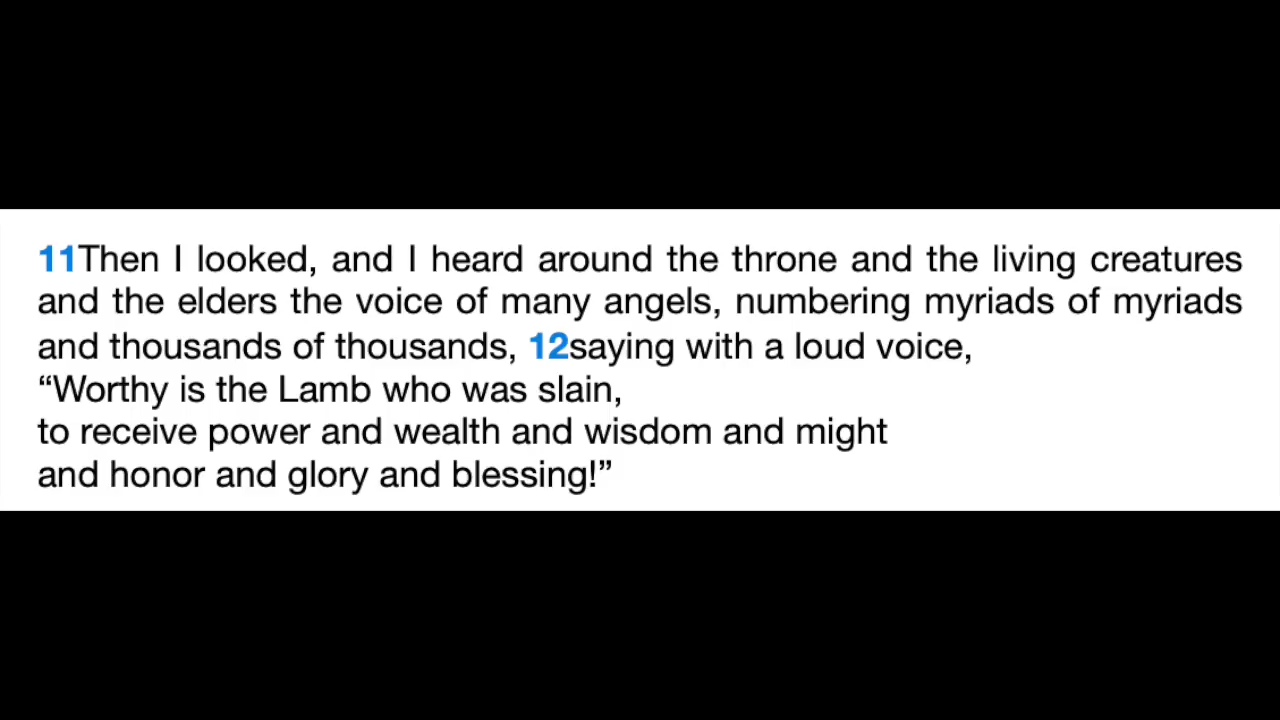 11Then I looked, and I heard around the throne and the living creatures
and the elders the voice of many angels, numbering myriads of myriads
and thousands of thousands, 12saying with a loud voice,
“Worthy is the Lamb who was slain,
to receive power and wealth and wisdom and might
and honor and glory and blessing!”